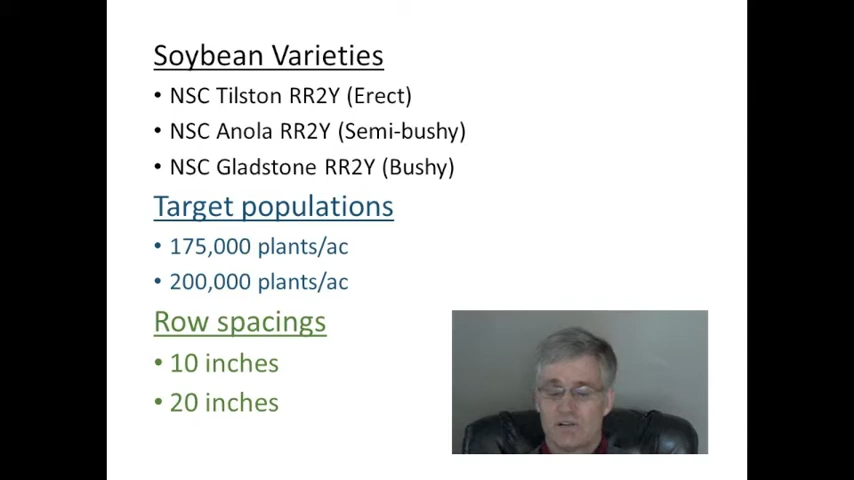 Soybean Varieties
• NSC Tilston RR2Y (Erect)
• NSC Anola RR2Y (Semi-bushy)
• NSC Gladstone RR2Y (Bushy)
Target populations
• 175,000 plants/ac
• 200,000 plants/ac
Row spacings
• 10 inches
• 20 inches